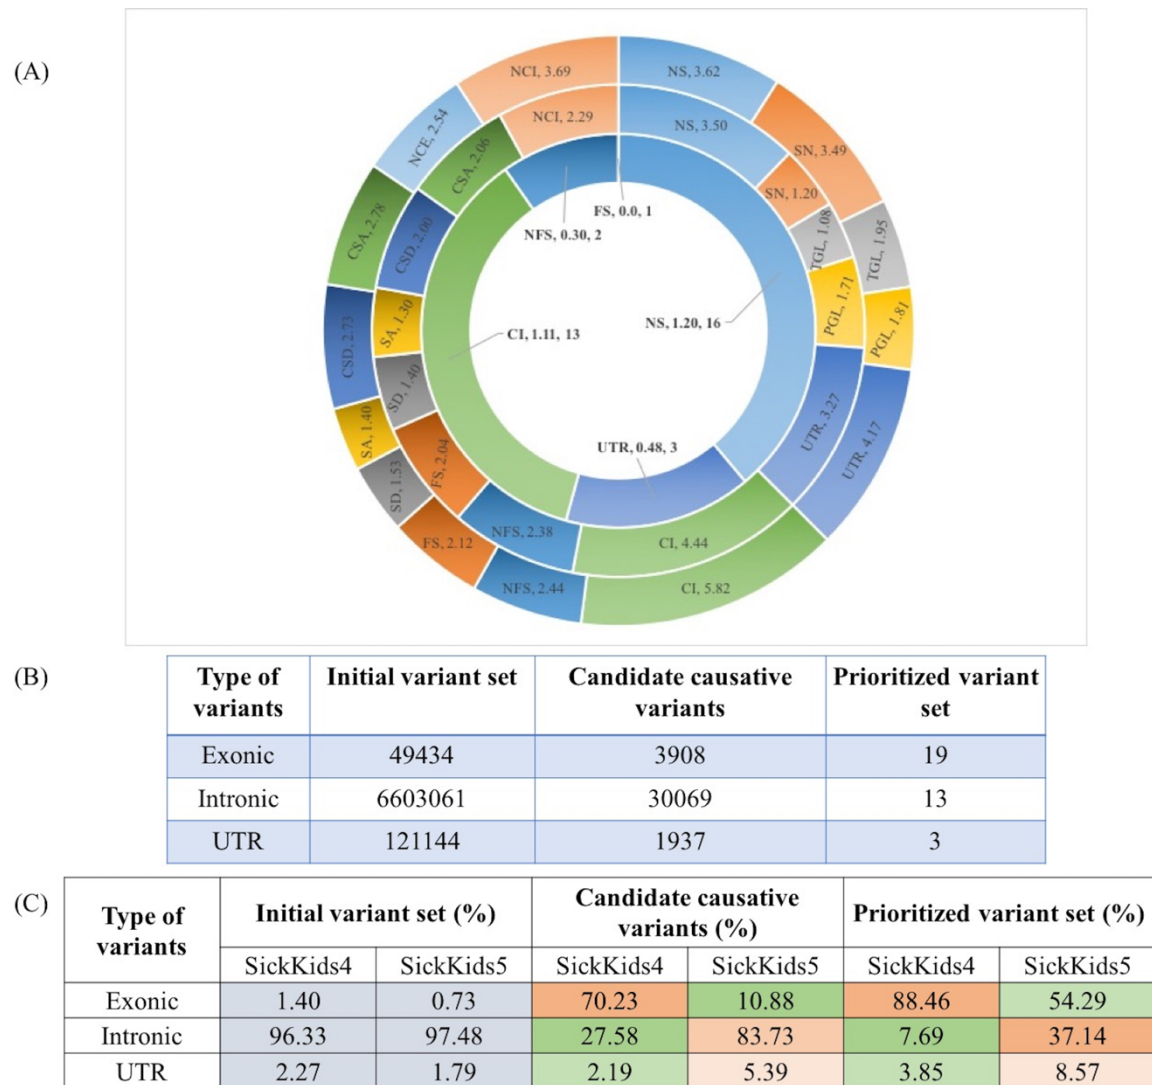 (A)
NCI, 3.69
NS, 3.62
NCE, 2.54
NCI, 2.29
NS, 3.50
SN, 3.49
CSA, 2.06
SN, 1.20
CSA, 2.78
FS, 0.0, 1
TGL, 1.08
TGL, 1.95
NFS, 0.30, 2
CSD, 2.00
PGL, 1.71
PGL, 1.81
SA, 1.30
NS, 1.20, 16
CSD, 2.73
CI, 1.11, 13
SD, 1.40
UTR, 3.27
UTR, 4.17
SA, 1.40
UTR, 0.48, 3
FS, 2.04
SD, 1.53
NFS, 2.38
CI, 4.44
FS, 2.12
NFS, 2.44
CI, 5.82
(B)
Type of variants Initial variant set Candidate causative variants Prioritized variant set
Exonic 49434 3908 19
Intronic 6603061 30069 13
UTR 121144 1937 3
(C)
Type of variants Initial variant set (%) Candidate causative variants (%) Prioritized variant set (%)
SickKids4 SickKids5 SickKids4 SickKids5 SickKids4 SickKids5
Exonic 1.40 0.73 70.23 10.88 88.46 54.29
Intronic 96.33 97.48 27.58 83.73 7.69 37.14
UTR 2.27 1.79 2.19 5.39 3.85 8.57